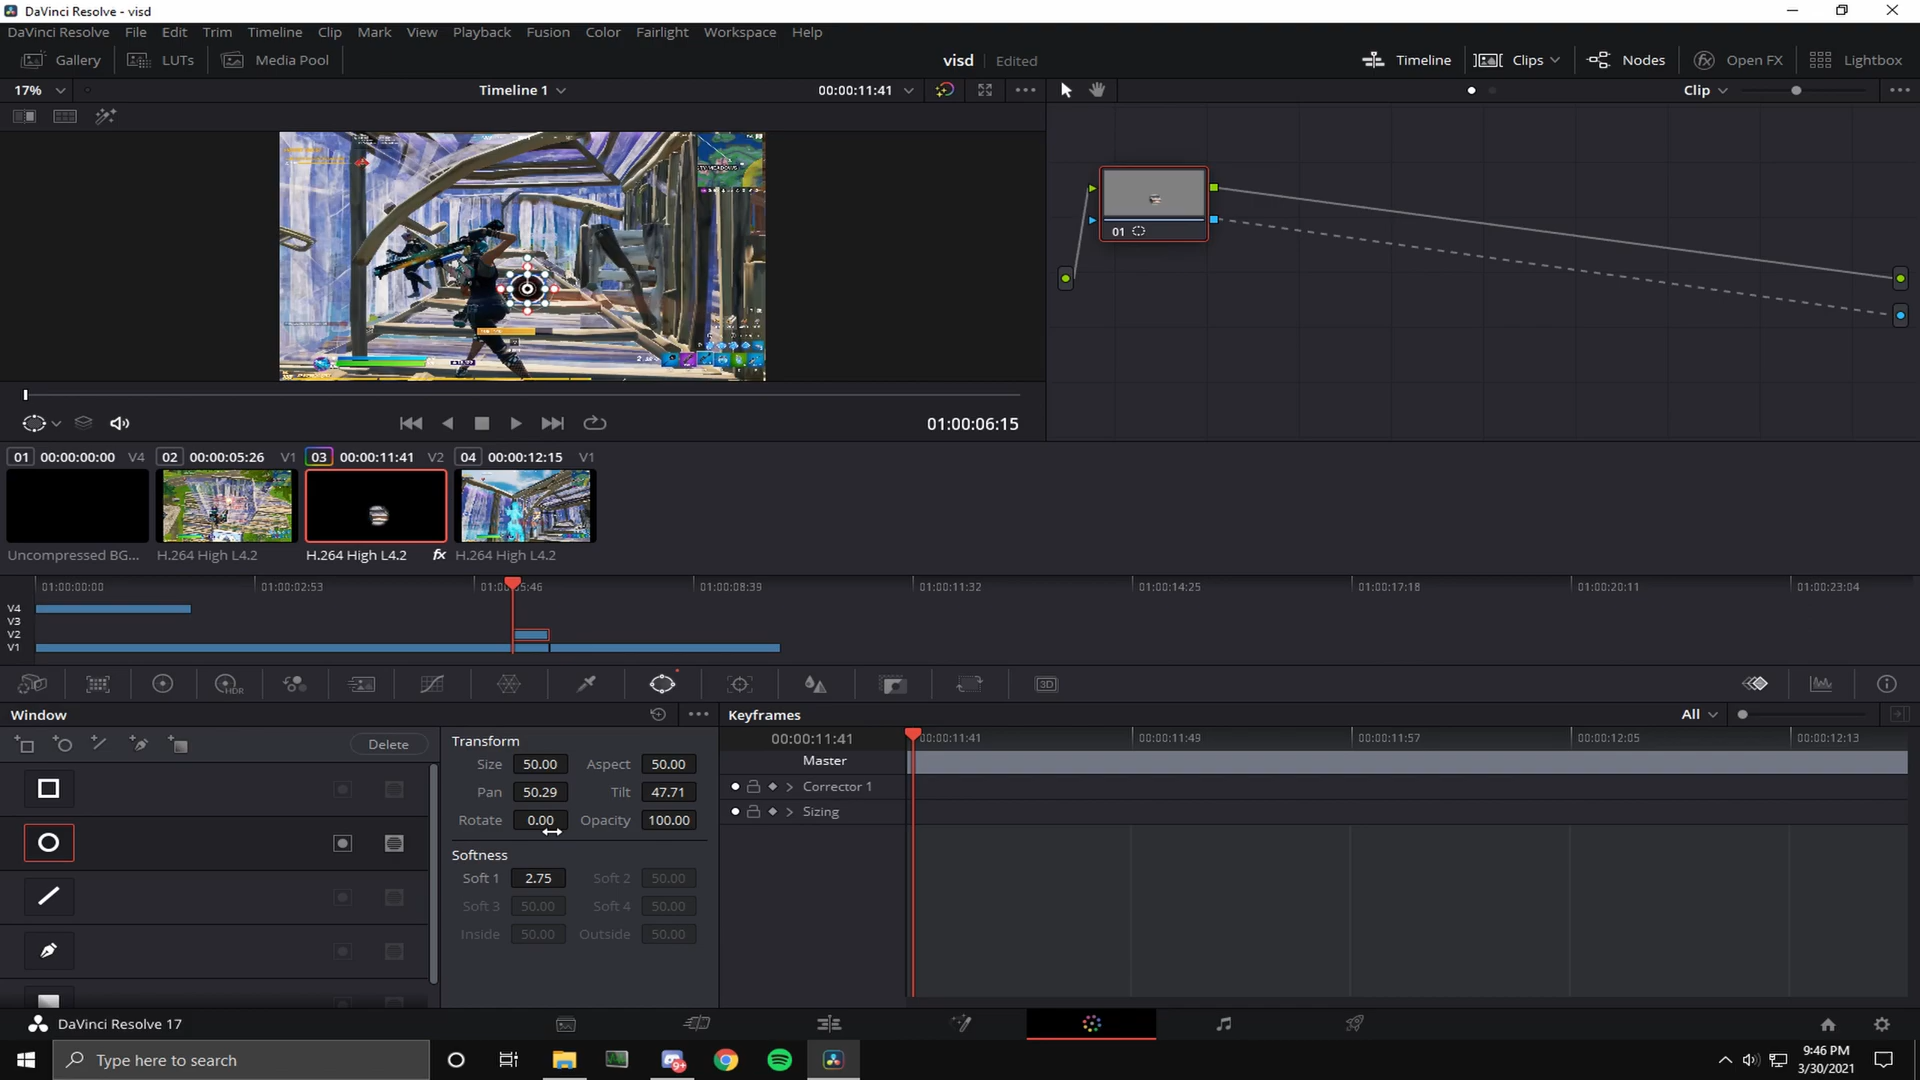 DaVinci Resolve - visd
DaVinci Resolve File Edit Trim Timeline Clip Mark View Playback Fusion Color Fairlight Workspace Help
Gallery LUTs Media Pool visd Edited Timeline Clips Nodes Open FX Lightbox
17% Timeline 1 00:00:11:41 Clip
01
01:00:06:15
01 00:00:00:00 V4 02 00:00:05:26 V1 03 00:00:11:41 V2 04 00:00:12:15 V1
Uncompressed BG... H.264 High L4.2 H.264 High L4.2 fx H.264 High L4.2
01:00:00:00 01:00:02:53 01:00:05:46 01:00:08:39 01:00:11:32 01:00:14:25 01:00:17:18 01:00:20:11 01:00:23:04
V4
V3
V2
V1
HDR 3D
Window Keyframes All
Delete
Transform
Size 50.00 Aspect 50.00
Pan 50.29 Tilt 47.71
Rotate 0.00 Opacity 100.00
Softness
Soft 1 2.75 Soft 2 50.00
Soft 3 50.00 Soft 4 50.00
Inside 50.00 Outside 50.00
00:00:11:41 00:00:11:41 00:00:11:49 00:00:11:57 00:00:12:05 00:00:12:13
Master
Corrector 1
Sizing
DaVinci Resolve 17
Type here to search
9+
9:46 PM
3/30/2021